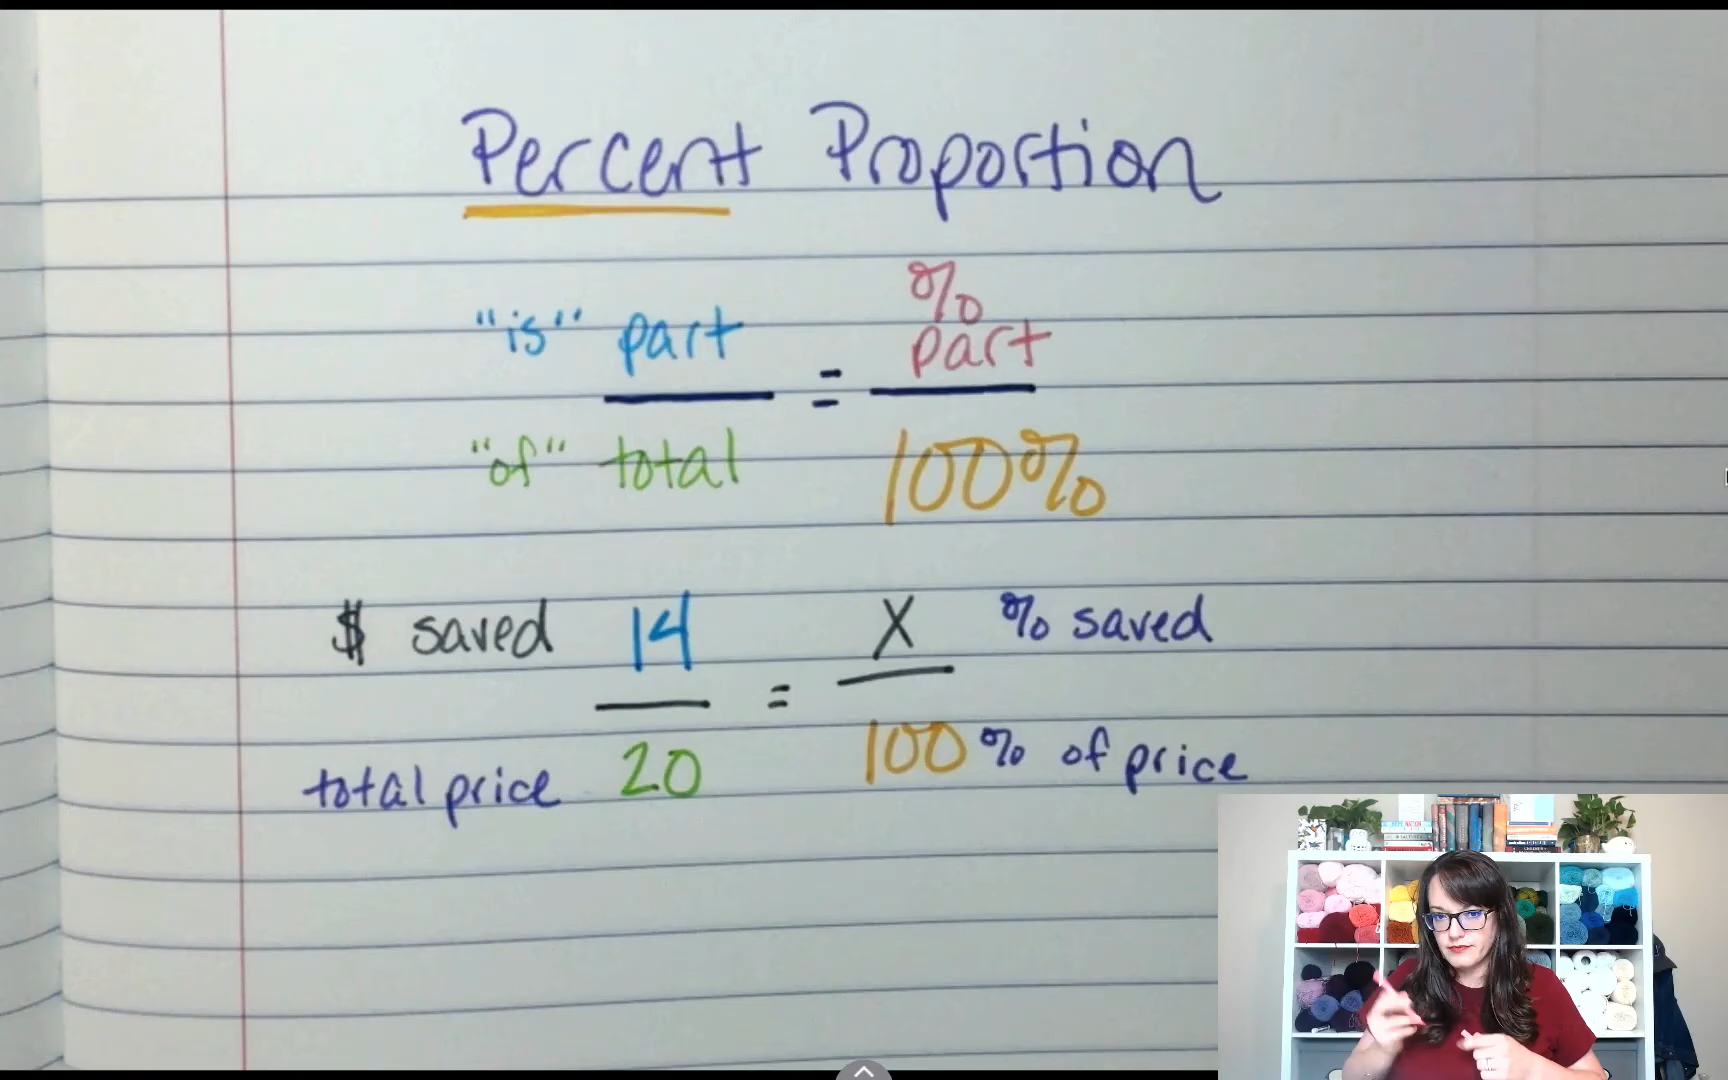 Percent Proportion
"is" part = % part
"of" total 100%
$ saved 14 = X % saved
total price 20 100 % of price